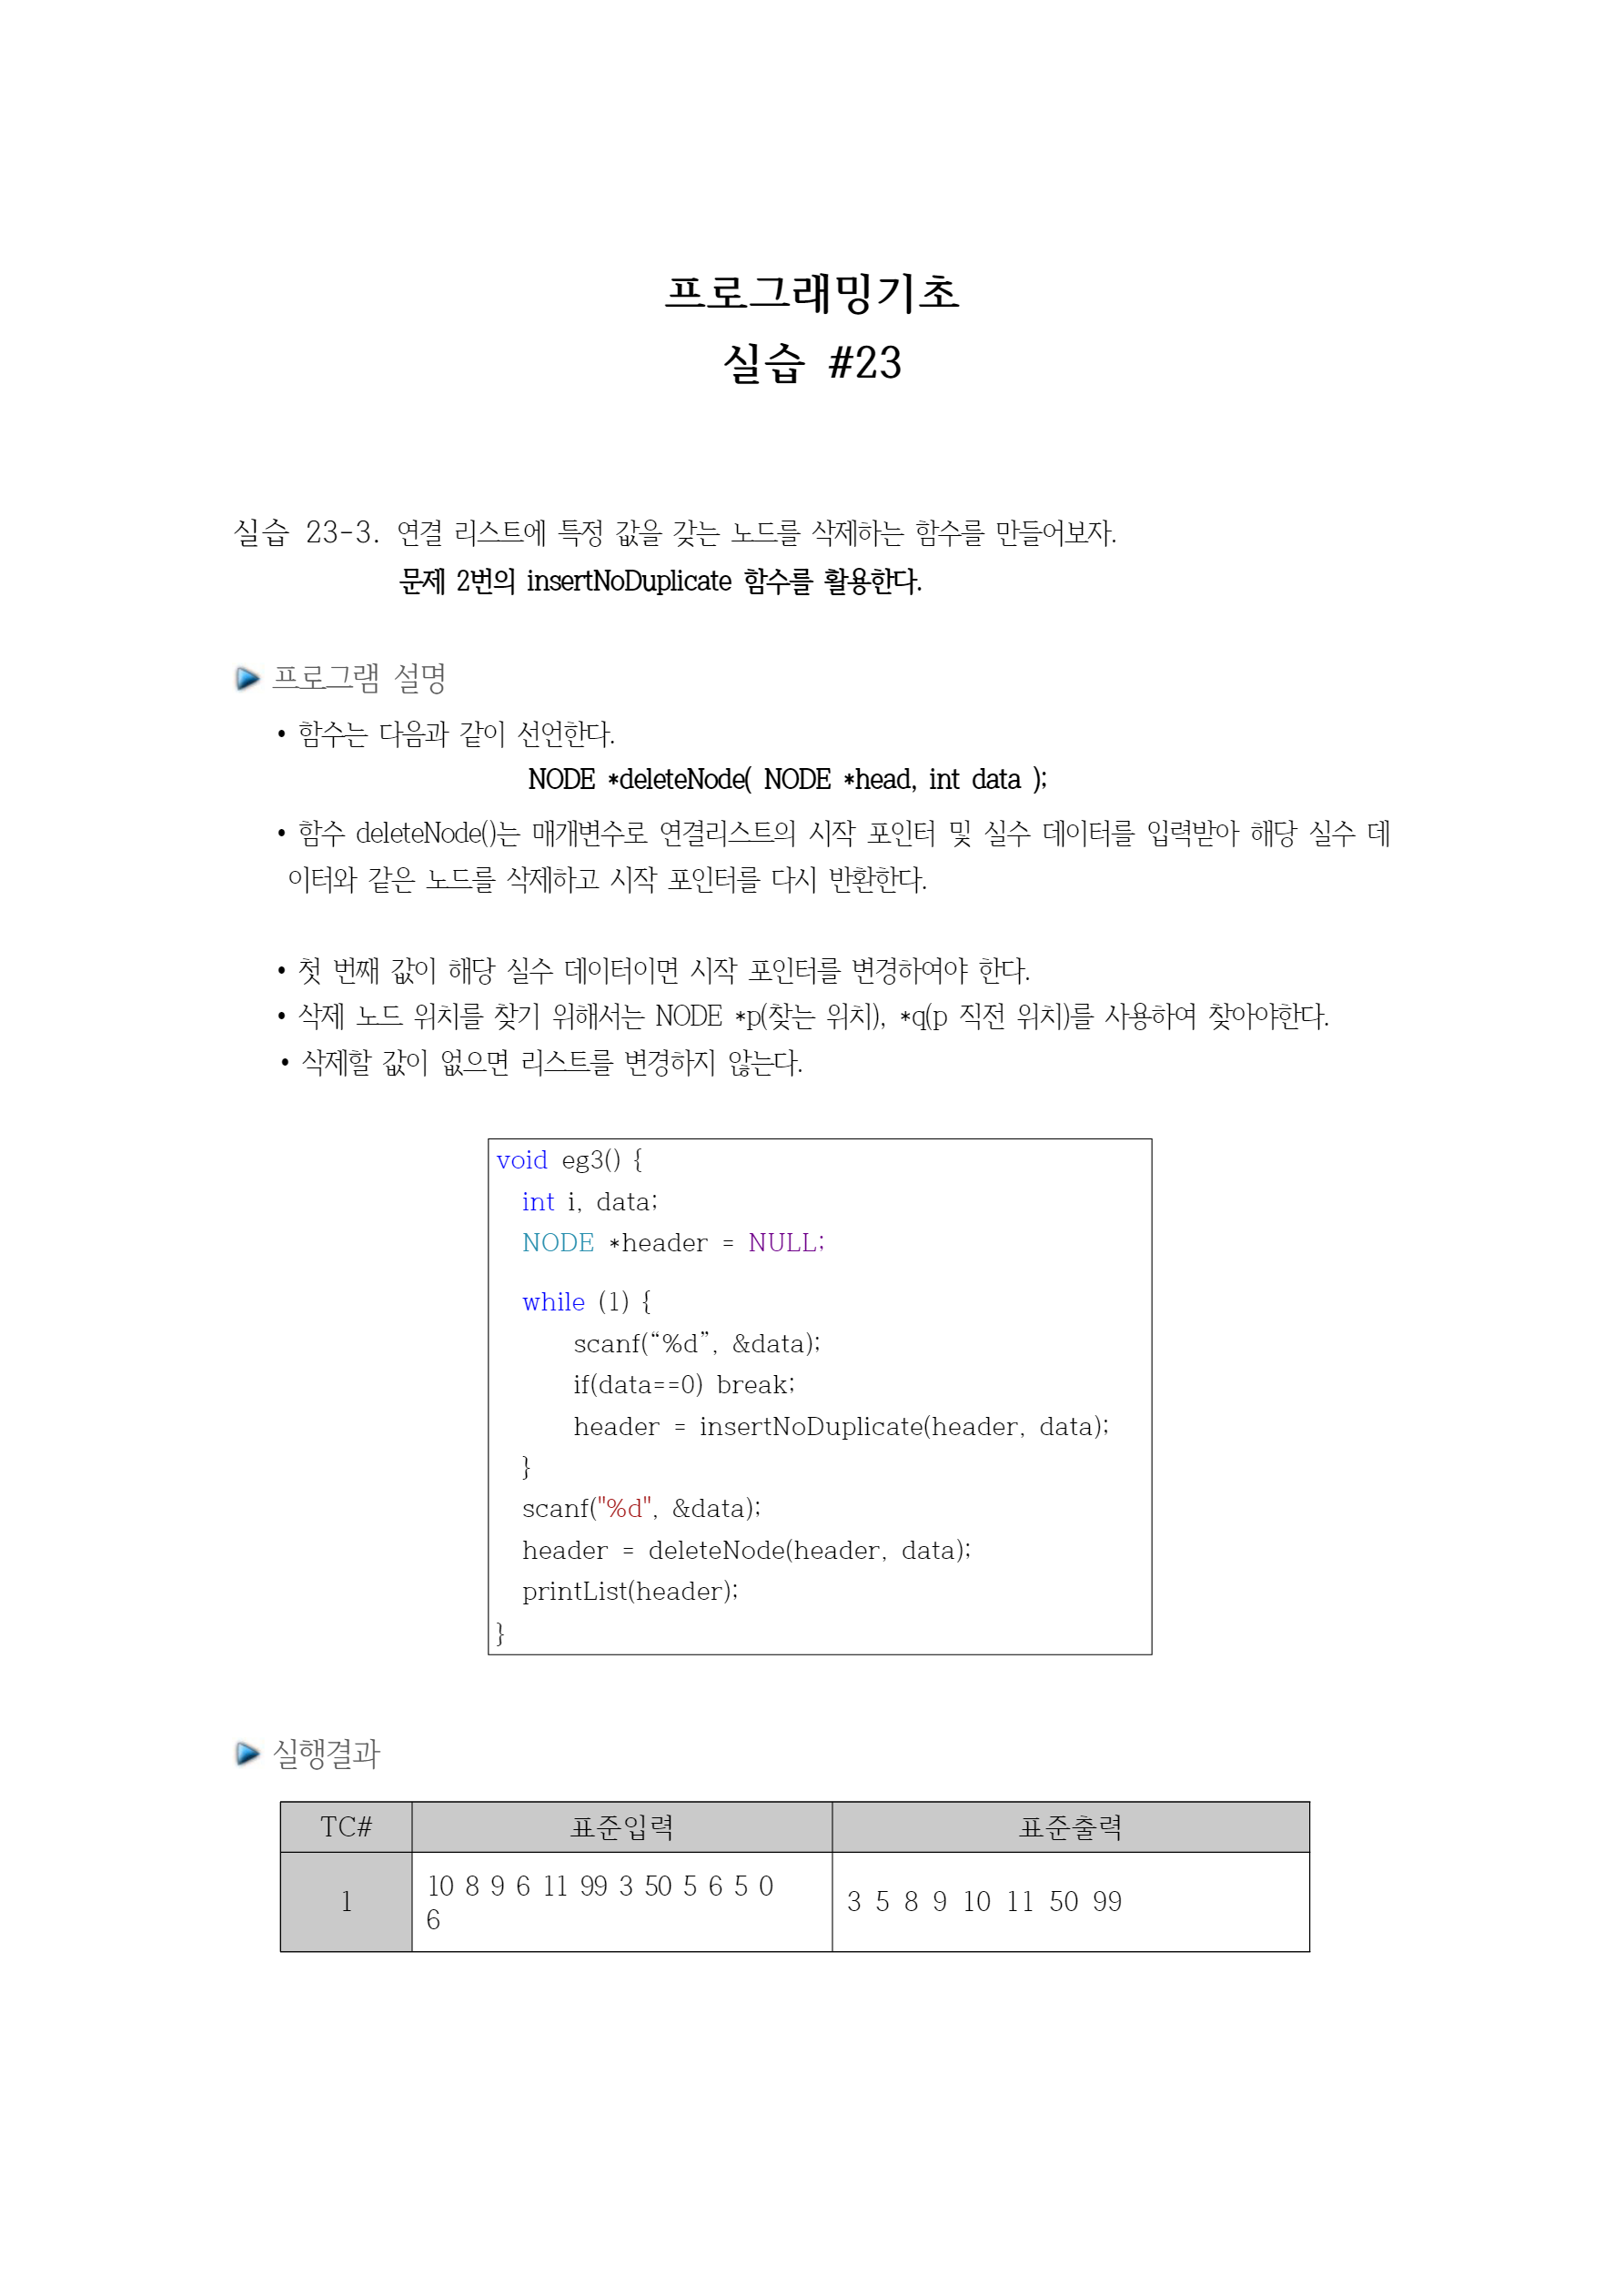 프로그래밍기초
실습 #23
실습 23-3. 연결 리스트에 특정 값을 갖는 노드를 삭제하는 함수를 만들어보자.
문제 2번의 insertNoDuplicate 함수를 활용한다.
프로그램 설명
• 함수는 다음과 같이 선언한다.
NODE *deleteNode( NODE *head, int data );
• 함수 deleteNode()는 매개변수로 연결리스트의 시작 포인터 및 실수 데이터를 입력받아 해당 실수 데
이터와 같은 노드를 삭제하고 시작 포인터를 다시 반환한다.
• 첫 번째 값이 해당 실수 데이터이면 시작 포인터를 변경하여야 한다.
• 삭제 노드 위치를 찾기 위해서는 NODE *p(찾는 위치), *q(p 직전 위치)를 사용하여 찾아야한다.
• 삭제할 값이 없으면 리스트를 변경하지 않는다.
void eg3() {
int i, data;
NODE *header = NULL;
while (1) {
scanf(“%d”, &data);
if(data==0) break;
header = insertNoDuplicate(header, data);
}
scanf("%d", &data);
header = deleteNode(header, data);
printList(header);
}
실행결과
TC# 표준입력 표준출력
1 10 8 9 6 11 99 3 50 5 6 5 0
6
3 5 8 9 10 11 50 99